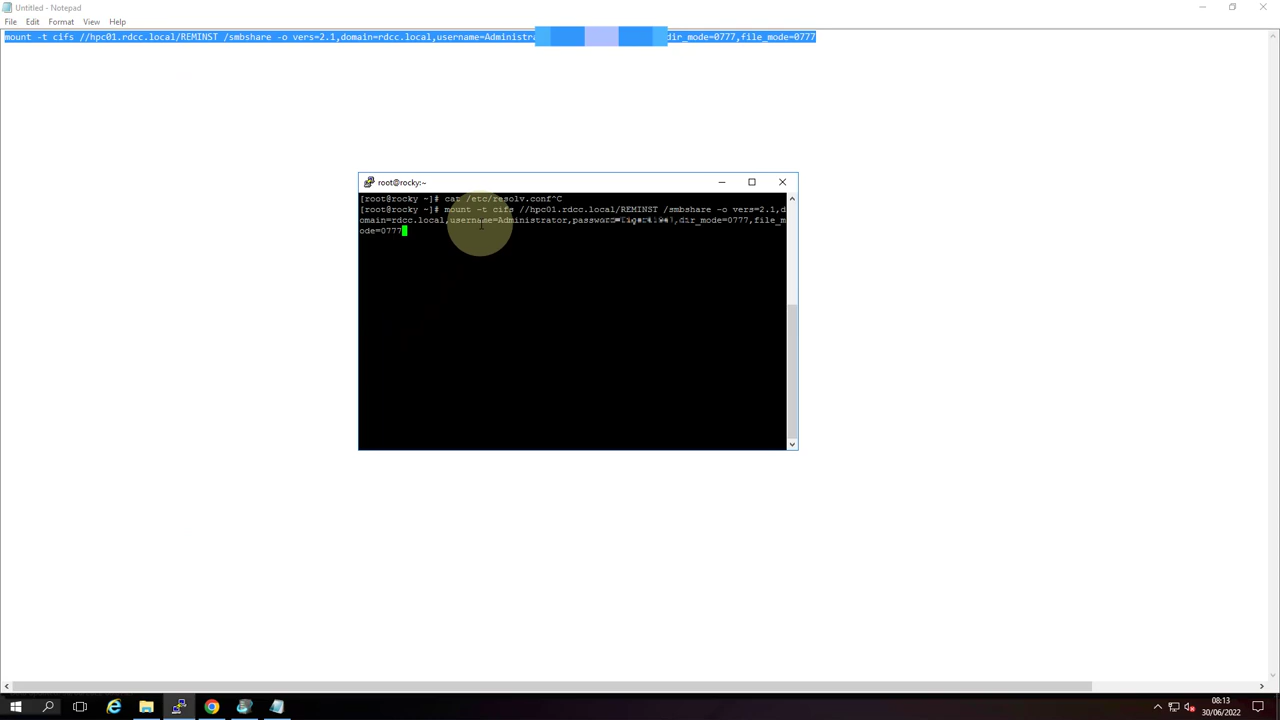 Untitled - Notepad
File Edit Format View Help
mount -t cifs //hpc01.rdcc.local/REMINST /smbshare -o vers=2.1,domain=rdcc.local,username=Administra dir_mode=0777,file_mode=0777
root@rocky:~
[root@rocky ~]# cat /etc/resolv.conf^C
[root@rocky ~]# mount -t cifs //hpc01.rdcc.local/REMINST /smbshare -o vers=2.1,d
omain=rdcc.local,username=Administrator,password= ,dir_mode=0777,file_m
ode=0777
08:13
30/06/2022